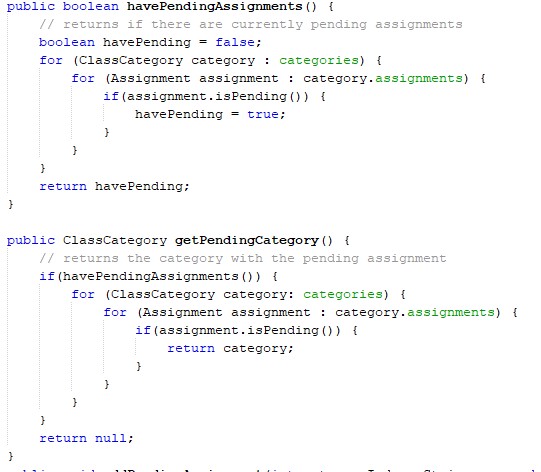 public boolean havePendingAssignments() {
    // returns if there are currently pending assignments
    boolean havePending = false;
    for (ClassCategory category : categories) {
        for (Assignment assignment : category.assignments) {
            if(assignment.isPending()) {
                havePending = true;
            }
        }
    }
    return havePending;
}

public ClassCategory getPendingCategory() {
    // returns the category with the pending assignment
    if(havePendingAssignments()) {
        for (ClassCategory category: categories) {
            for (Assignment assignment : category.assignments) {
                if(assignment.isPending()) {
                    return category;
                }
            }
        }
    }
    return null;
}